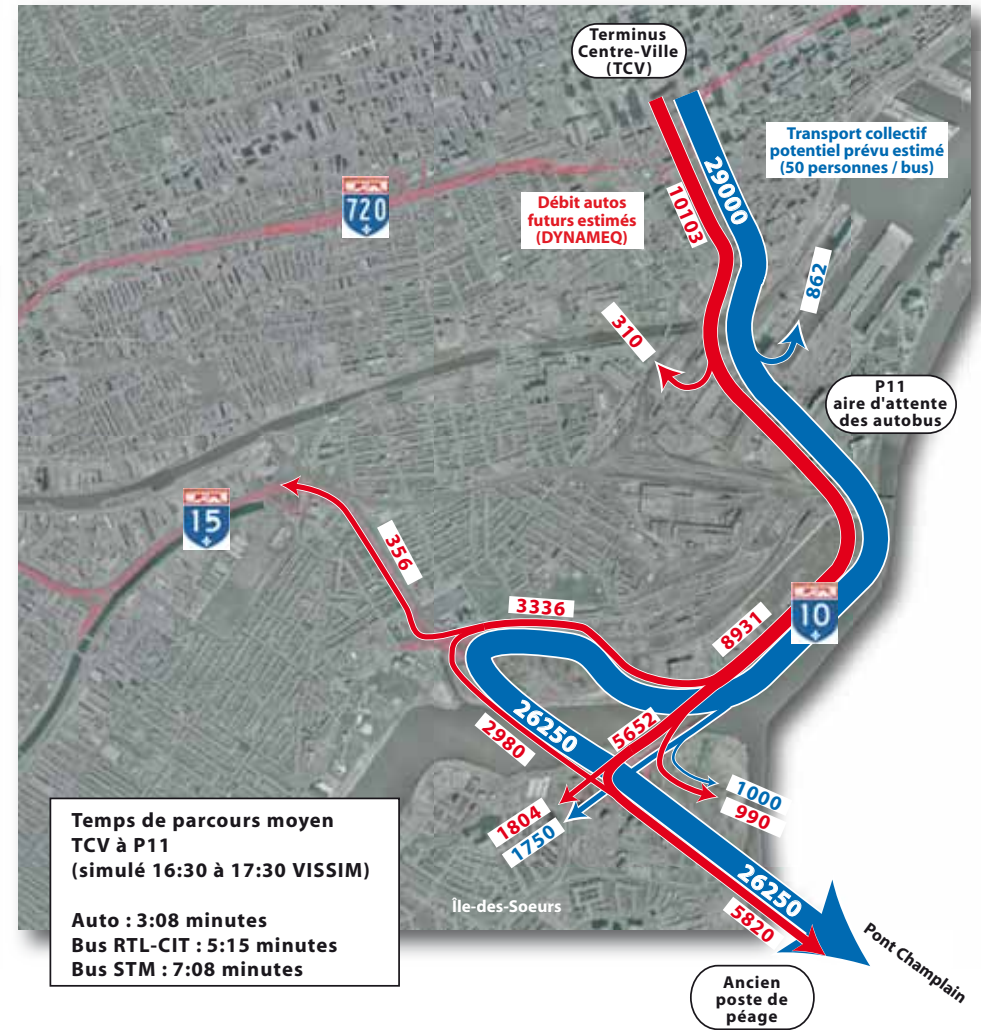 Terminus
Centre-Ville
(TCV)
Transport collectif
potentiel prévu estimé
(50 personnes / bus)
29000
720
10103
Débit autos
futurs estimés
(DYNAMEQ)
862
310
P11
aire d'attente
des autobus
15
356
3336
10
8931
26250
5652
2980
1000
990
1804
1750
26250
5820
Île-des-Soeurs
Pont Champlain
Temps de parcours moyen
TCV à P11
(simulé 16:30 à 17:30 VISSIM)
Auto : 3:08 minutes
Bus RTL-CIT : 5:15 minutes
Bus STM : 7:08 minutes
Ancien
poste de
péage